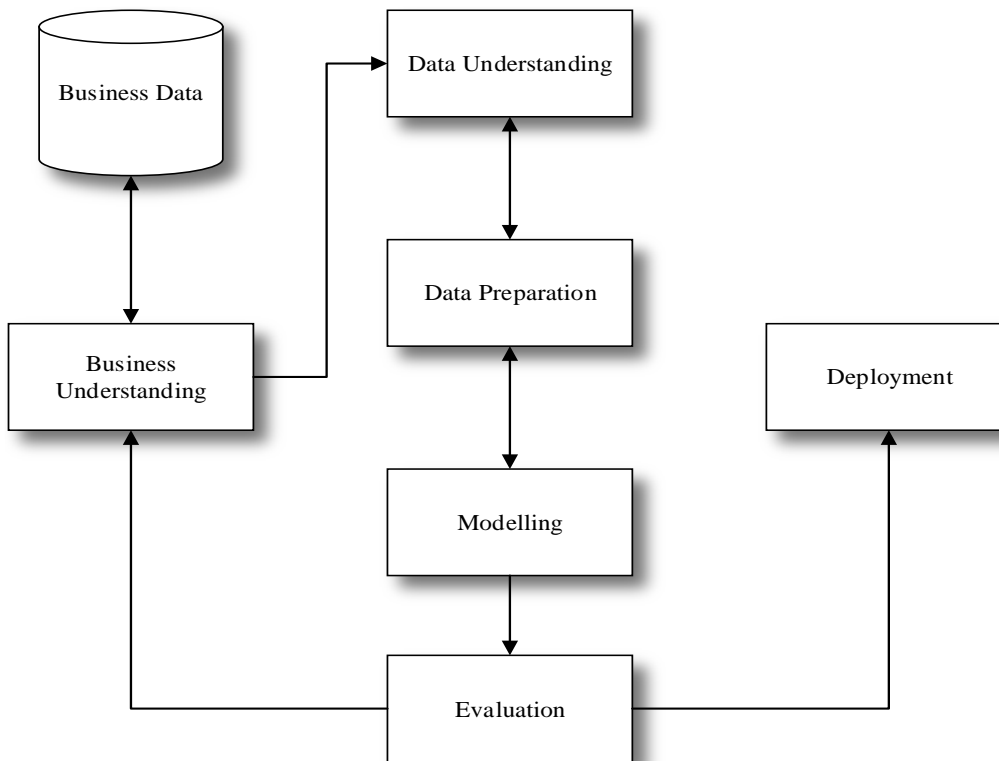 Business Data
Data Understanding
Data Preparation
Business
Understanding
Deployment
Modelling
Evaluation